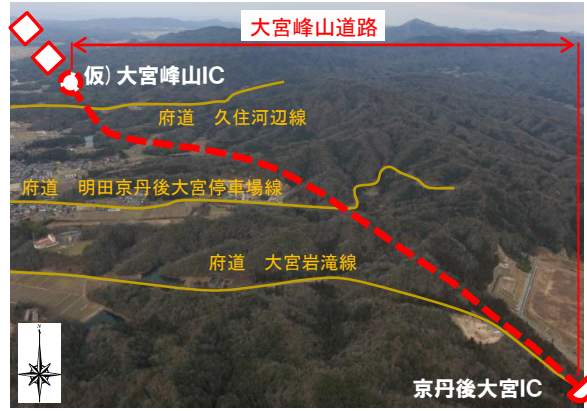 大宮峰山道路
仮）大宮峰山IC
府道　久住河辺線
府道　明田京丹後大宮停車場線
府道　大宮岩滝線
京丹後大宮IC
N